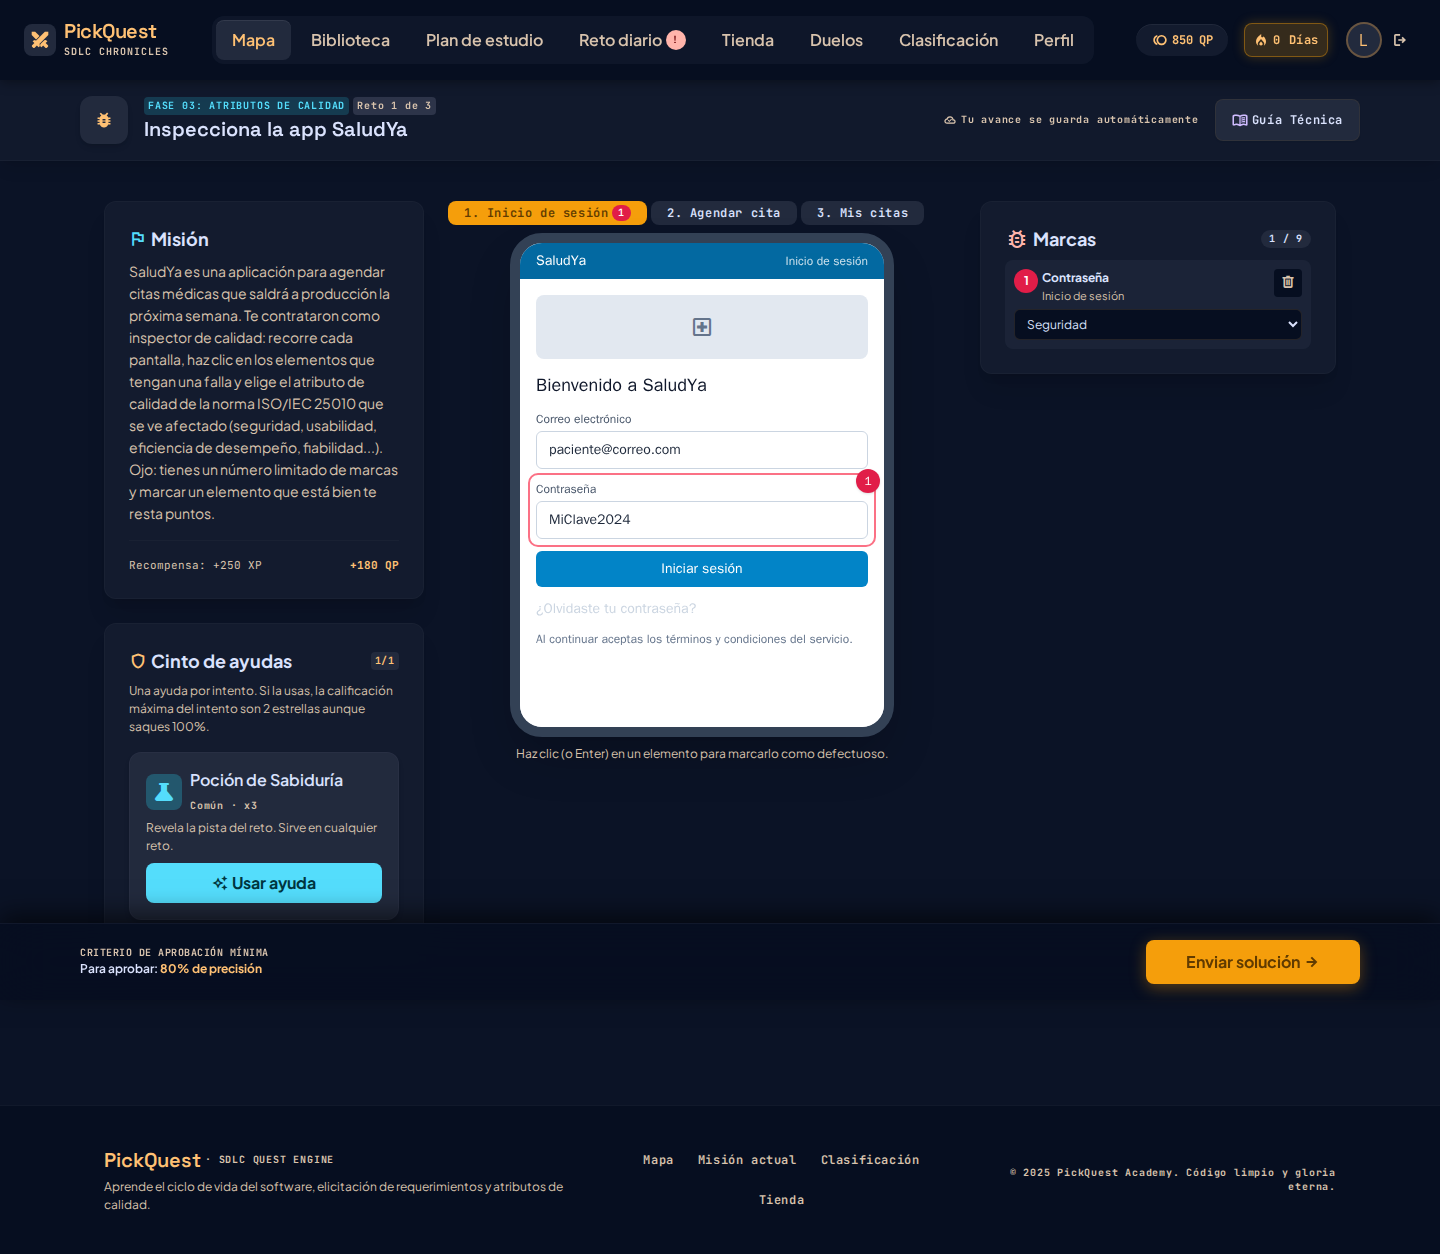 PickQuest
SDLC CHRONICLES
Mapa
Biblioteca
Plan de estudio
Reto diario !
Tienda
Duelos
Clasificación
Perfil
850 QP
0 Días
L
FASE 03: ATRIBUTOS DE CALIDAD
Reto 1 de 3
Inspecciona la app SaludYa
Tu avance se guarda automáticamente
Guía Técnica
Misión
SaludYa es una aplicación para agendar
citas médicas que saldrá a producción la
próxima semana. Te contrataron como
inspector de calidad: recorre cada
pantalla, haz clic en los elementos que
tengan una falla y elige el atributo de
calidad de la norma ISO/IEC 25010 que
se ve afectado (seguridad, usabilidad,
eficiencia de desempeño, fiabilidad...).
Ojo: tienes un número limitado de marcas
y marcar un elemento que está bien te
resta puntos.
Recompensa: +250 XP
+180 QP
Cinto de ayudas
1/1
Una ayuda por intento. Si la usas, la calificación
máxima del intento son 2 estrellas aunque
saques 100%.
Poción de Sabiduría
Común · x3
Revela la pista del reto. Sirve en cualquier
reto.
Usar ayuda
1. Inicio de sesión 1
2. Agendar cita
3. Mis citas
SaludYa
Inicio de sesión
Bienvenido a SaludYa
Correo electrónico
paciente@correo.com
1
Contraseña
MiClave2024
Iniciar sesión
¿Olvidaste tu contraseña?
Al continuar aceptas los términos y condiciones del servicio.
Haz clic (o Enter) en un elemento para marcarlo como defectuoso.
Marcas
1 / 9
1
Contraseña
Inicio de sesión
Seguridad
CRITERIO DE APROBACIÓN MÍNIMA
Para aprobar: 80% de precisión
Enviar solución →
PickQuest · SDLC QUEST ENGINE
Aprende el ciclo de vida del software, elicitación de requerimientos y atributos de
calidad.
Mapa
Misión actual
Clasificación
Tienda
© 2025 PickQuest Academy. Código limpio y gloria
eterna.